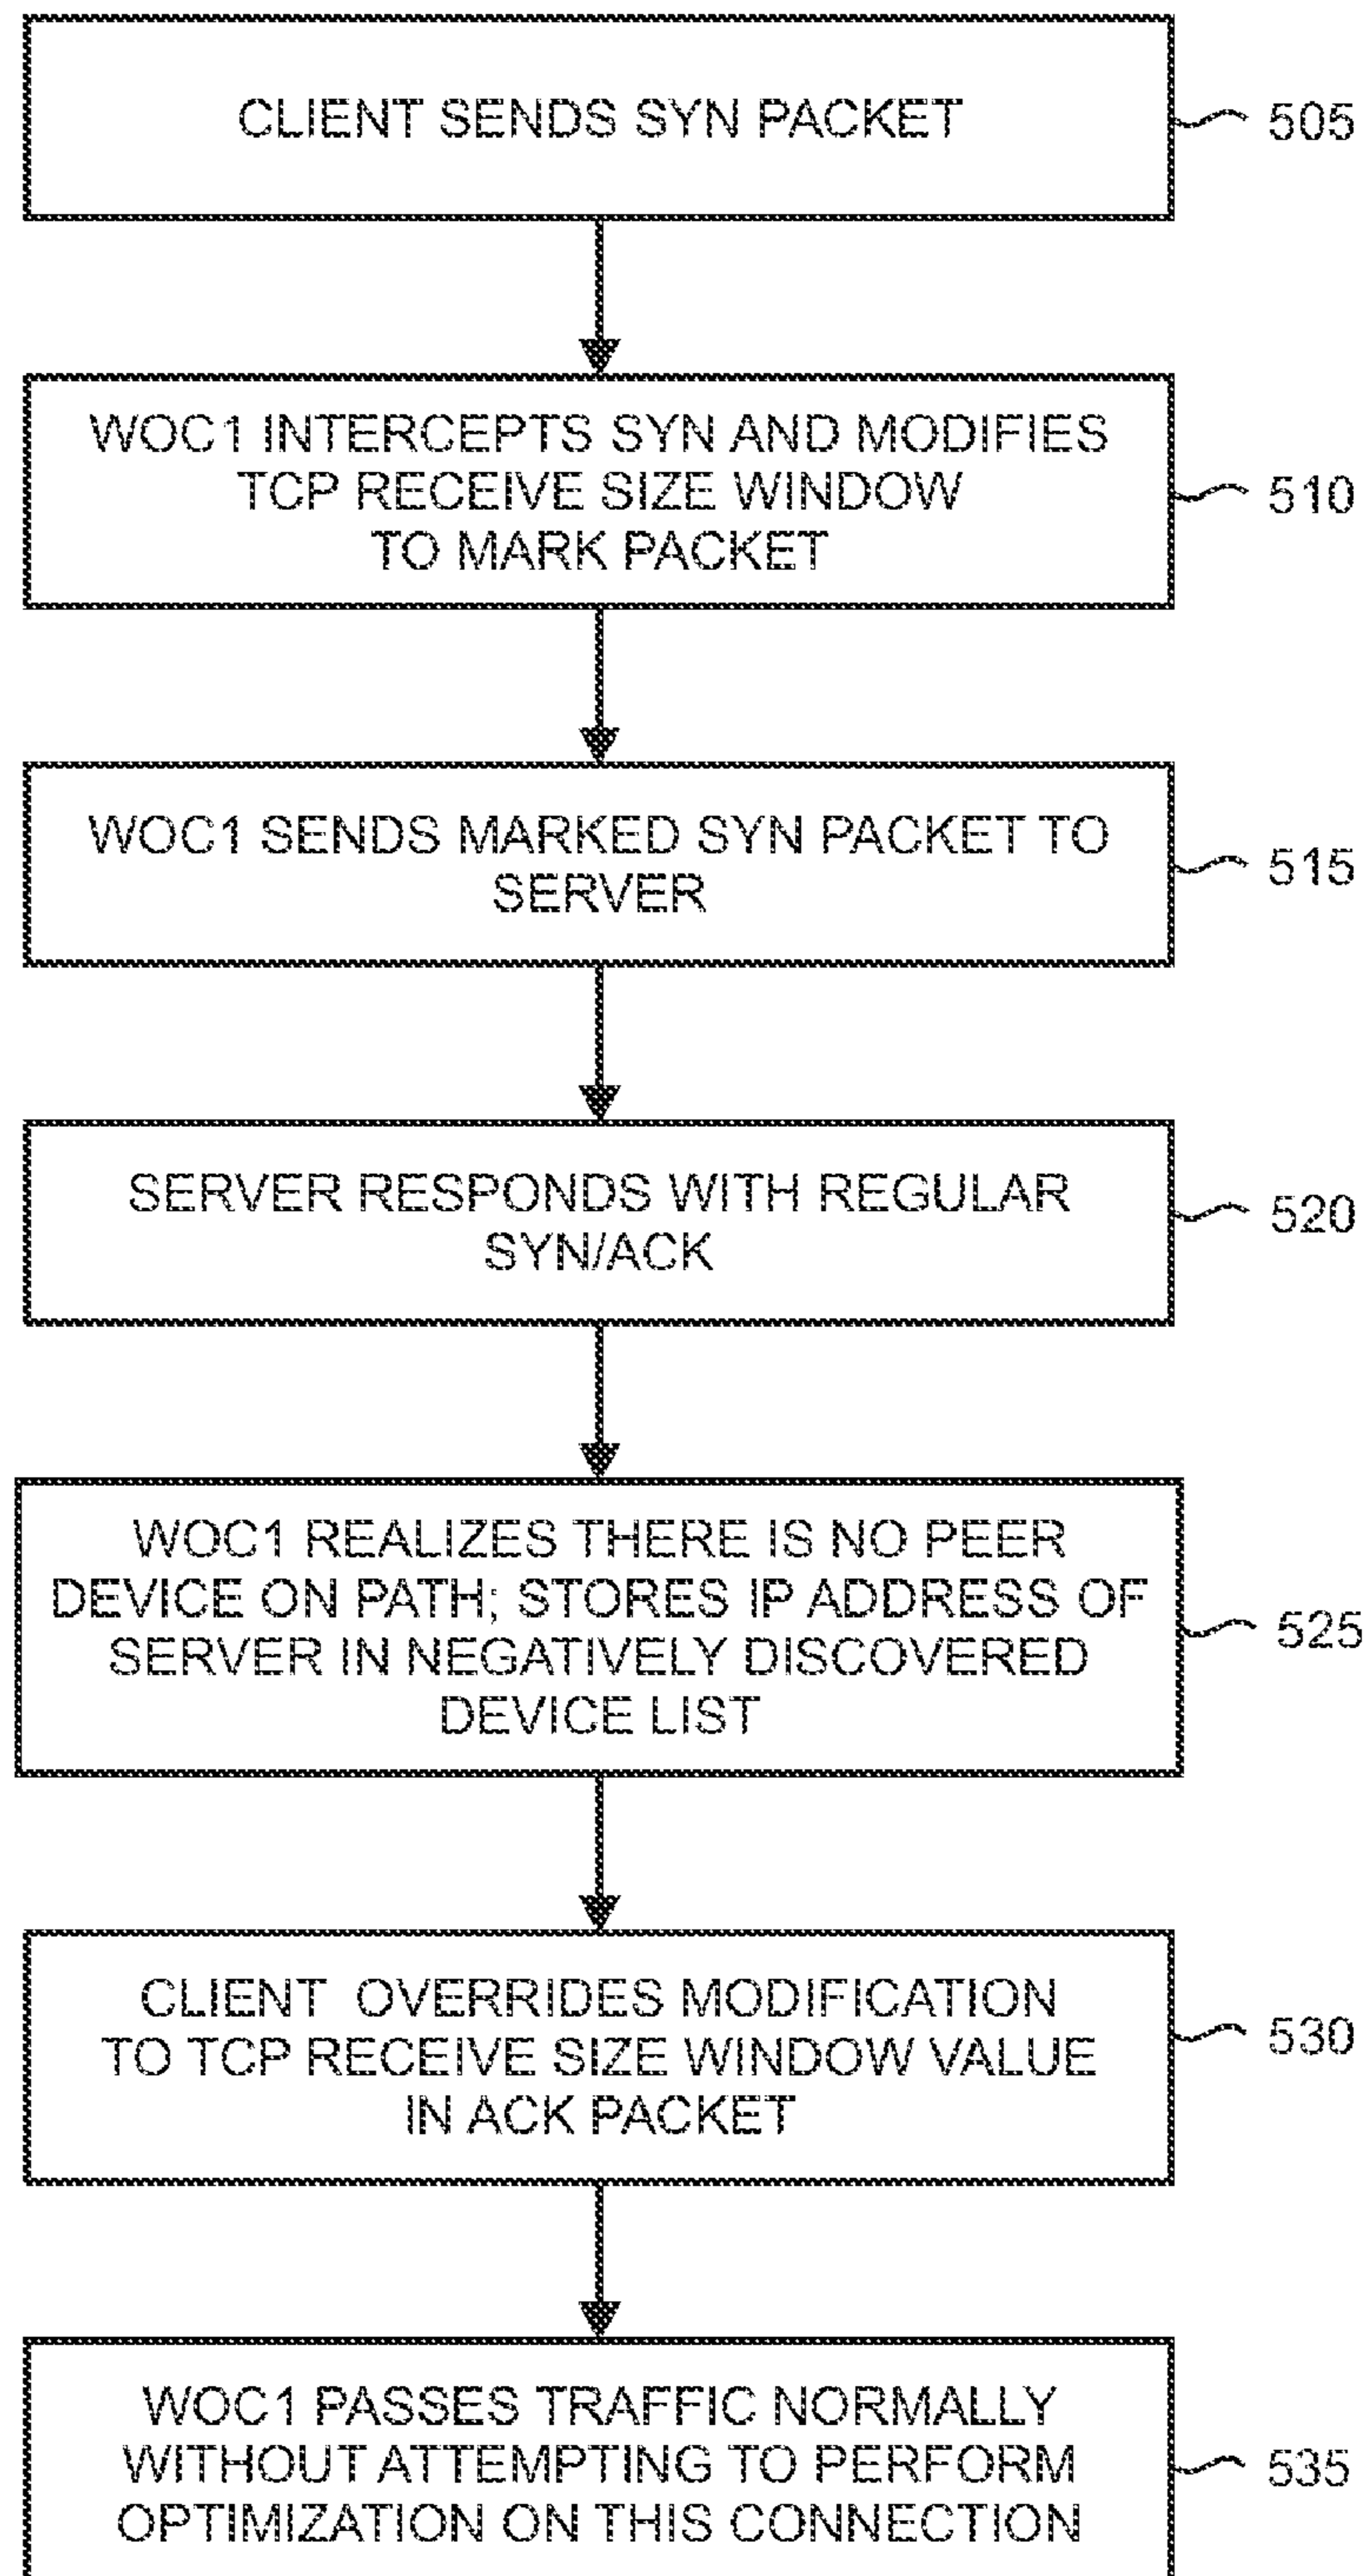 CLIENT SENDS SYN PACKET
505
WOC1 INTERCEPTS SYN AND MODIFIES
TCP RECEIVE SIZE WINDOW
TO MARK PACKET
510
WOC1 SENDS MARKED SYN PACKET TO
SERVER
515
SERVER RESPONDS WITH REGULAR
SYN/ACK
520
WOC1 REALIZES THERE IS NO PEER
DEVICE ON PATH; STORES IP ADDRESS OF
SERVER IN NEGATIVELY DISCOVERED
DEVICE LIST
525
CLIENT OVERRIDES MODIFICATION
TO TCP RECEIVE SIZE WINDOW VALUE
IN ACK PACKET
530
WOC1 PASSES TRAFFIC NORMALLY
WITHOUT ATTEMPTING TO PERFORM
OPTIMIZATION ON THIS CONNECTION
535